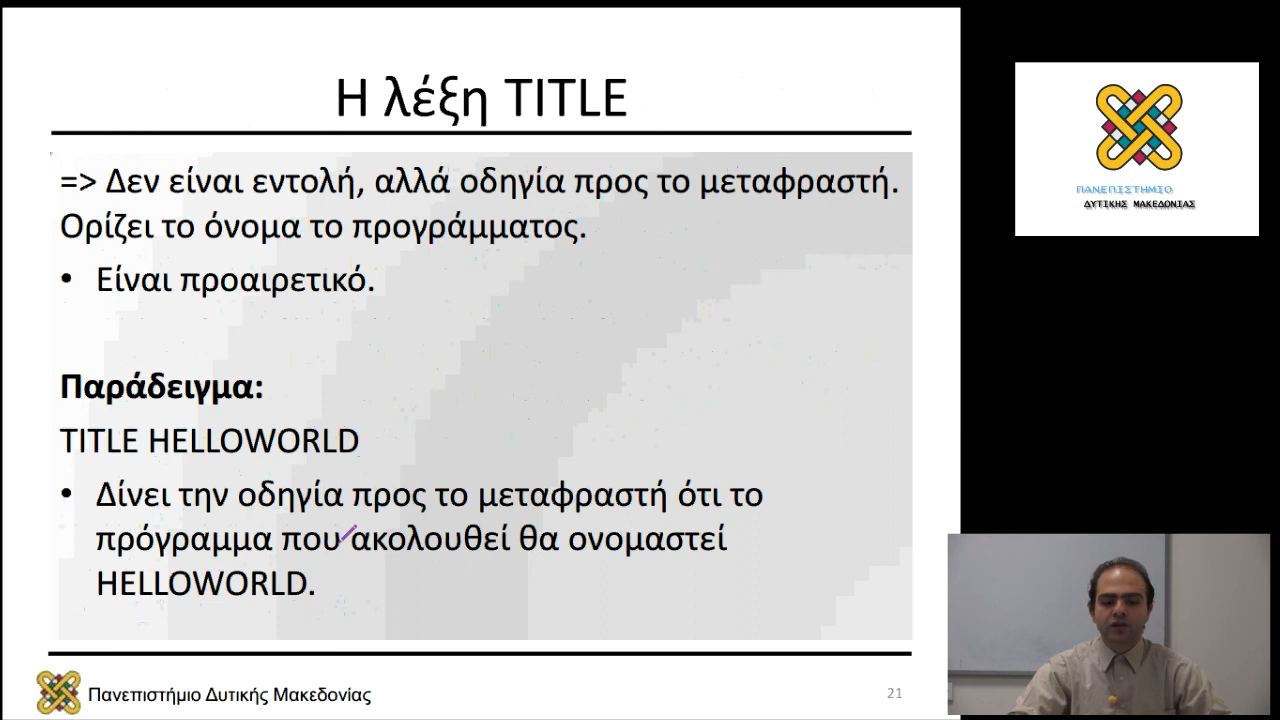 Η λέξη TITLE
=> Δεν είναι εντολή, αλλά οδηγία προς το μεταφραστή.
Ορίζει το όνομα το προγράμματος.
• Είναι προαιρετικό.
Παράδειγμα:
TITLE HELLOWORLD
• Δίνει την οδηγία προς το μεταφραστή ότι το
πρόγραμμα που ακολουθεί θα ονομαστεί
HELLOWORLD.
Πανεπιστήμιο Δυτικής Μακεδονίας
21
ΠΑΝΕΠΙΣΤΗΜΙΟ
ΔΥΤΙΚΗΣ ΜΑΚΕΔΟΝΙΑΣ